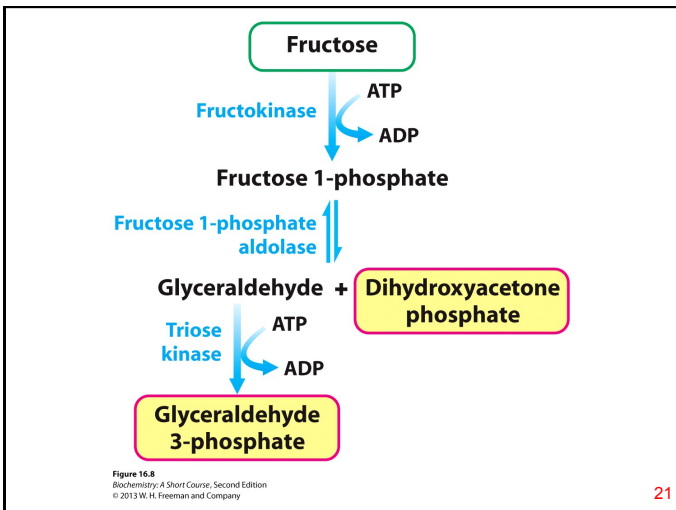 Fructose
Fructokinase
ATP
ADP
Fructose 1-phosphate
Fructose 1-phosphate
aldolase
Glyceraldehyde + Dihydroxyacetone
phosphate
Triose
kinase
ATP
ADP
Glyceraldehyde
3-phosphate
Figure 16.8
Biochemistry: A Short Course, Second Edition
© 2013 W. H. Freeman and Company
21